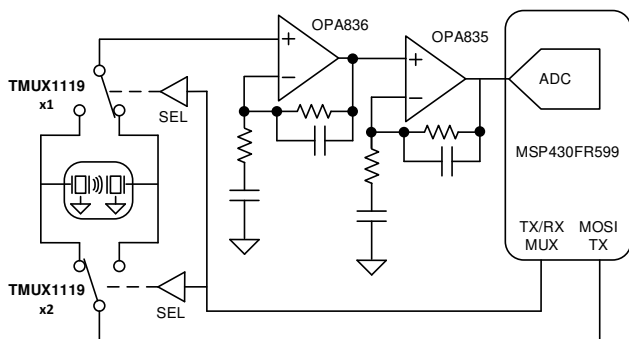 OPA836
+
−
OPA835
+
−
ADC
MSP430FR599
TX/RX
MUX
MOSI
TX
TMUX1119
x1
SEL
TMUX1119
x2
SEL